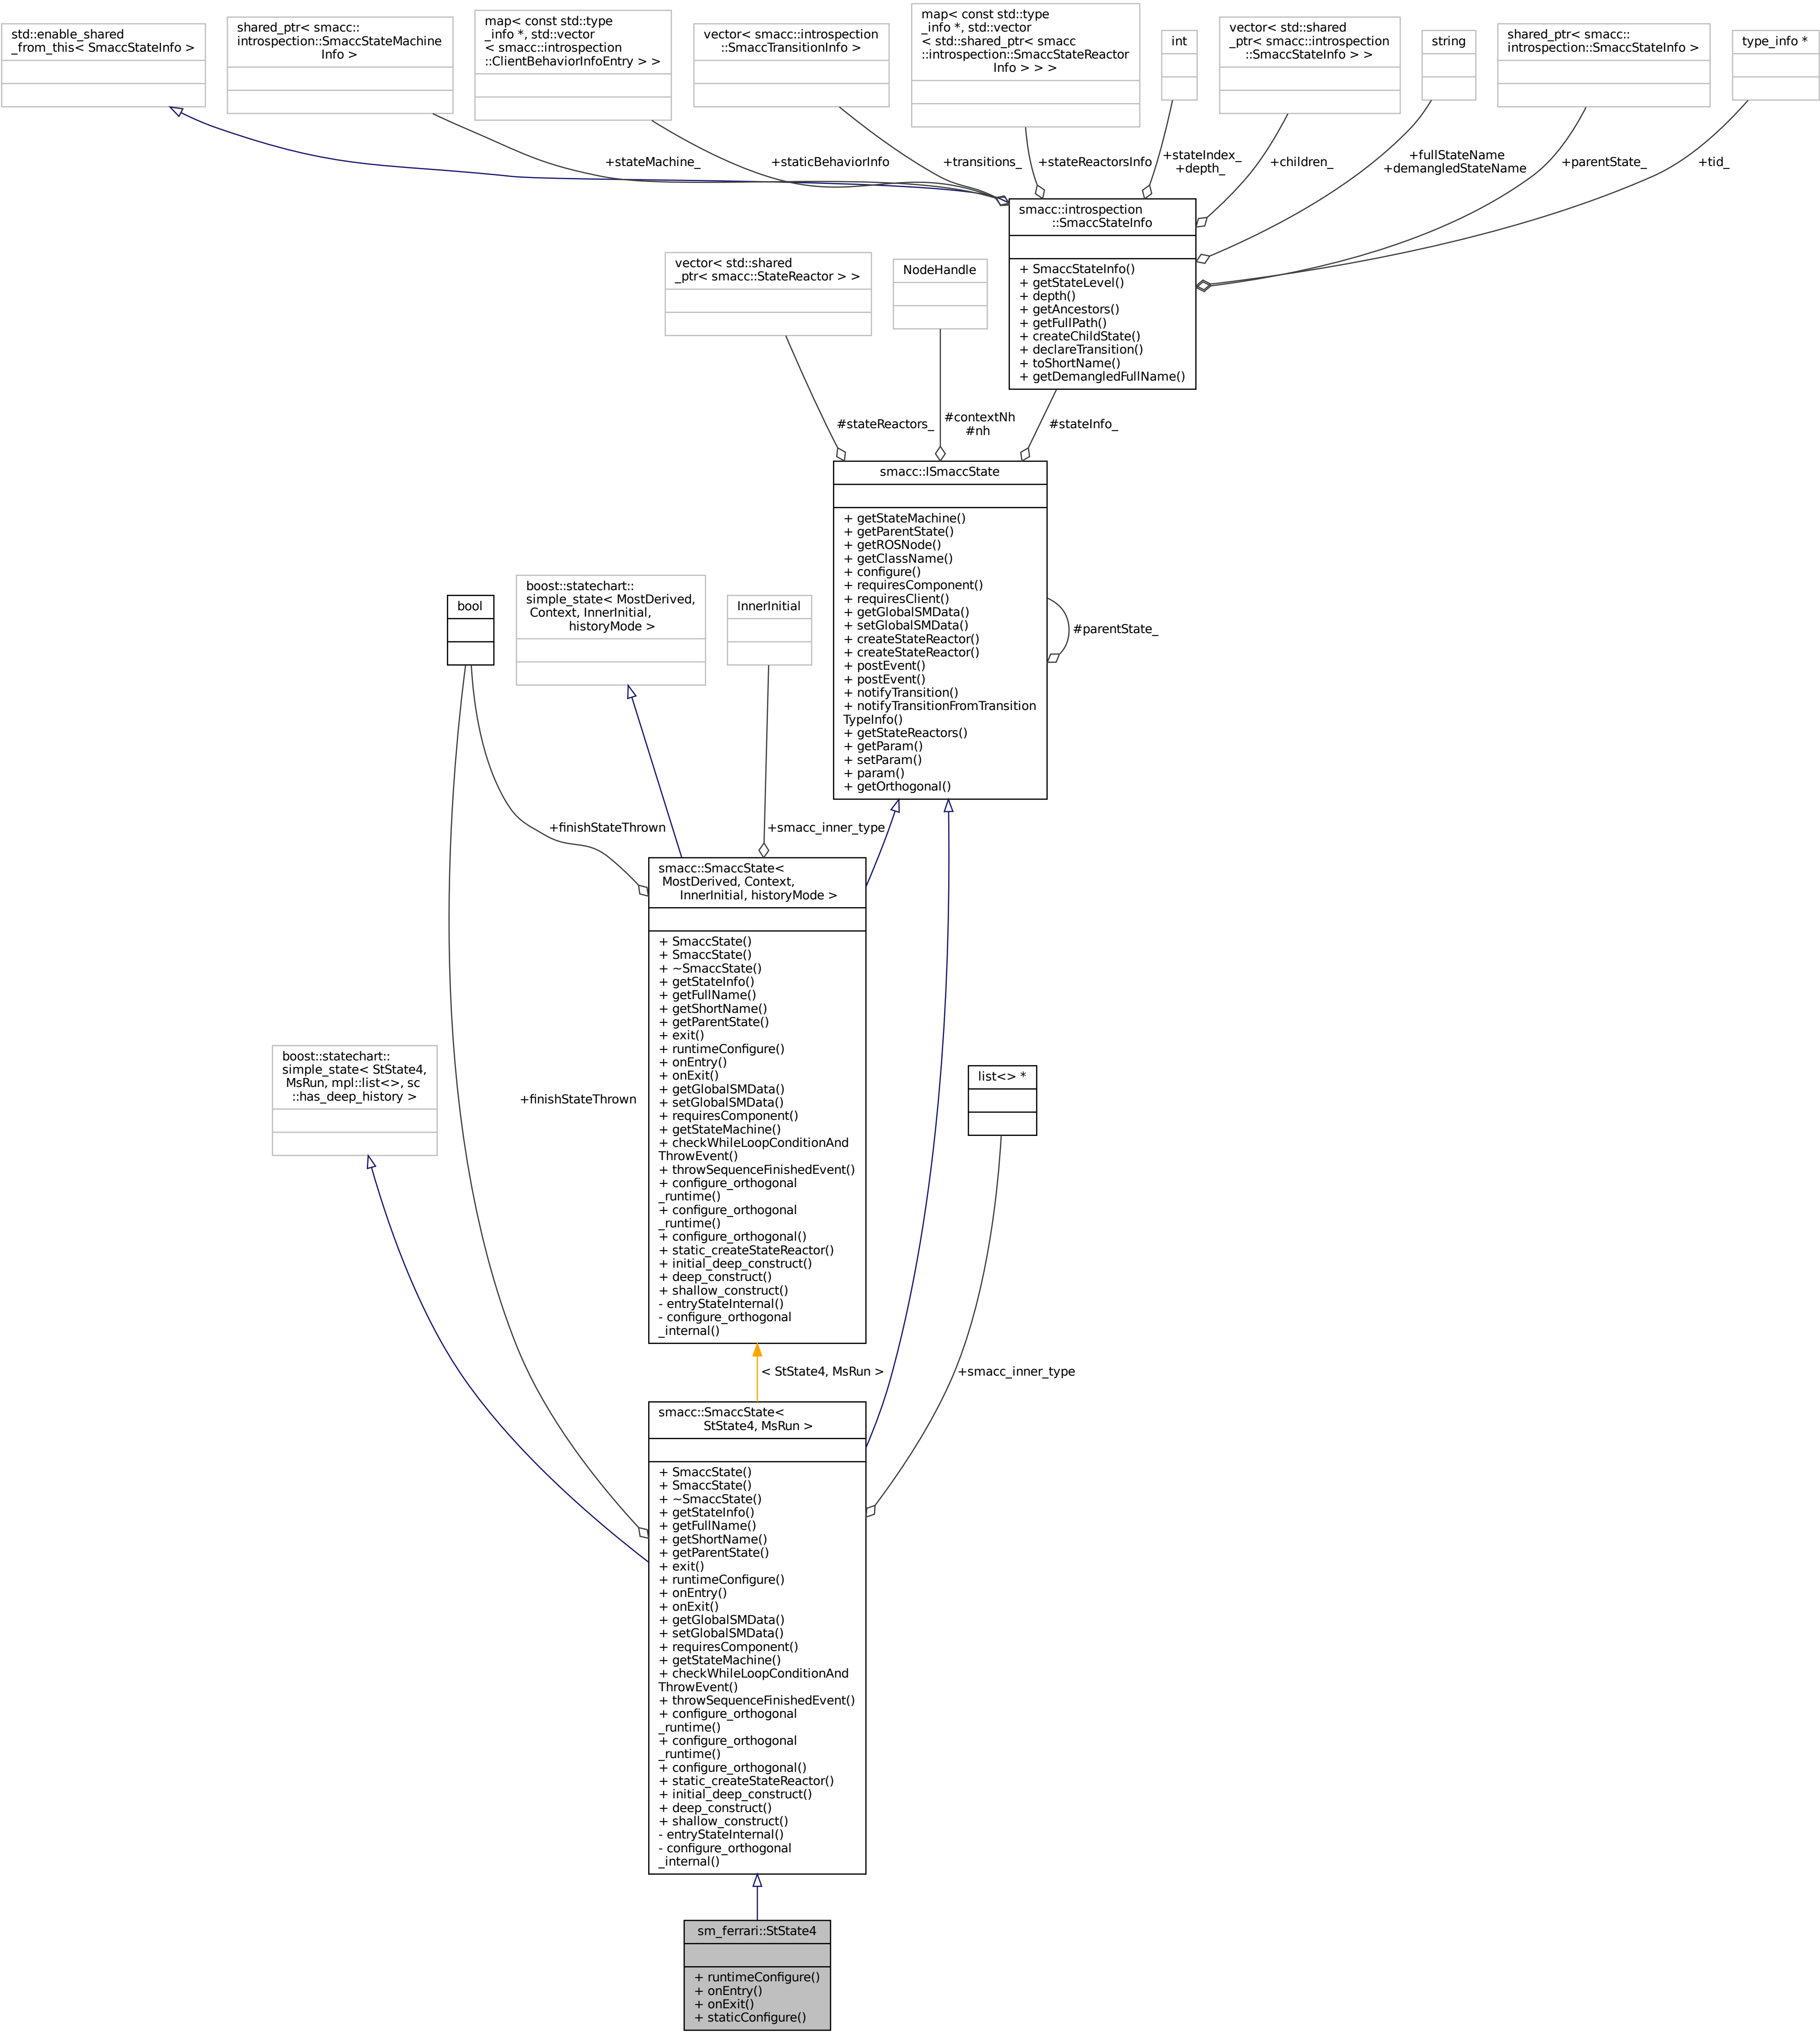 std::enable_shared
_from_this< SmaccStateInfo >
shared_ptr< smacc::
introspection::SmaccStateMachine
Info >
map< const std::type
_info *, std::vector
< smacc::introspection
::ClientBehaviorInfoEntry > >
vector< smacc::introspection
::SmaccTransitionInfo >
map< const std::type
_info *, std::vector
< std::shared_ptr< smacc
::introspection::SmaccStateReactor
Info > > >
int
vector< std::shared
_ptr< smacc::introspection
::SmaccStateInfo > >
string
shared_ptr< smacc::
introspection::SmaccStateInfo >
type_info *
+stateMachine_
+staticBehaviorInfo
+transitions_
+stateReactorsInfo
+stateIndex_
+depth_
+children_
+fullStateName
+demangledStateName
+parentState_
+tid_
smacc::introspection
::SmaccStateInfo
+ SmaccStateInfo()
+ getStateLevel()
+ depth()
+ getAncestors()
+ getFullPath()
+ createChildState()
+ declareTransition()
+ toShortName()
+ getDemangledFullName()
vector< std::shared
_ptr< smacc::StateReactor > >
NodeHandle
#stateReactors_
#contextNh
#nh
#stateInfo_
smacc::ISmaccState
+ getStateMachine()
+ getParentState()
+ getROSNode()
+ getClassName()
+ configure()
+ requiresComponent()
+ requiresClient()
+ getGlobalSMData()
+ setGlobalSMData()
+ createStateReactor()
+ createStateReactor()
+ postEvent()
+ postEvent()
+ notifyTransition()
+ notifyTransitionFromTransition
TypeInfo()
+ getStateReactors()
+ getParam()
+ setParam()
+ param()
+ getOrthogonal()
#parentState_
bool
boost::statechart::
simple_state< MostDerived,
Context, InnerInitial,
historyMode >
InnerInitial
+finishStateThrown
+smacc_inner_type
smacc::SmaccState<
MostDerived, Context,
InnerInitial, historyMode >
+ SmaccState()
+ SmaccState()
+ ~SmaccState()
+ getStateInfo()
+ getFullName()
+ getShortName()
+ getParentState()
+ exit()
+ runtimeConfigure()
+ onEntry()
+ onExit()
+ getGlobalSMData()
+ setGlobalSMData()
+ requiresComponent()
+ getStateMachine()
+ checkWhileLoopConditionAnd
ThrowEvent()
+ throwSequenceFinishedEvent()
+ configure_orthogonal
_runtime()
+ configure_orthogonal
_runtime()
+ configure_orthogonal()
+ static_createStateReactor()
+ initial_deep_construct()
+ deep_construct()
+ shallow_construct()
- entryStateInternal()
- configure_orthogonal
_internal()
boost::statechart::
simple_state< StState4,
MsRun, mpl::list<>, sc
::has_deep_history >
+finishStateThrown
list<> *
< StState4, MsRun >
+smacc_inner_type
smacc::SmaccState<
StState4, MsRun >
+ SmaccState()
+ SmaccState()
+ ~SmaccState()
+ getStateInfo()
+ getFullName()
+ getShortName()
+ getParentState()
+ exit()
+ runtimeConfigure()
+ onEntry()
+ onExit()
+ getGlobalSMData()
+ setGlobalSMData()
+ requiresComponent()
+ getStateMachine()
+ checkWhileLoopConditionAnd
ThrowEvent()
+ throwSequenceFinishedEvent()
+ configure_orthogonal
_runtime()
+ configure_orthogonal
_runtime()
+ configure_orthogonal()
+ static_createStateReactor()
+ initial_deep_construct()
+ deep_construct()
+ shallow_construct()
- entryStateInternal()
- configure_orthogonal
_internal()
sm_ferrari::StState4
+ runtimeConfigure()
+ onEntry()
+ onExit()
+ staticConfigure()